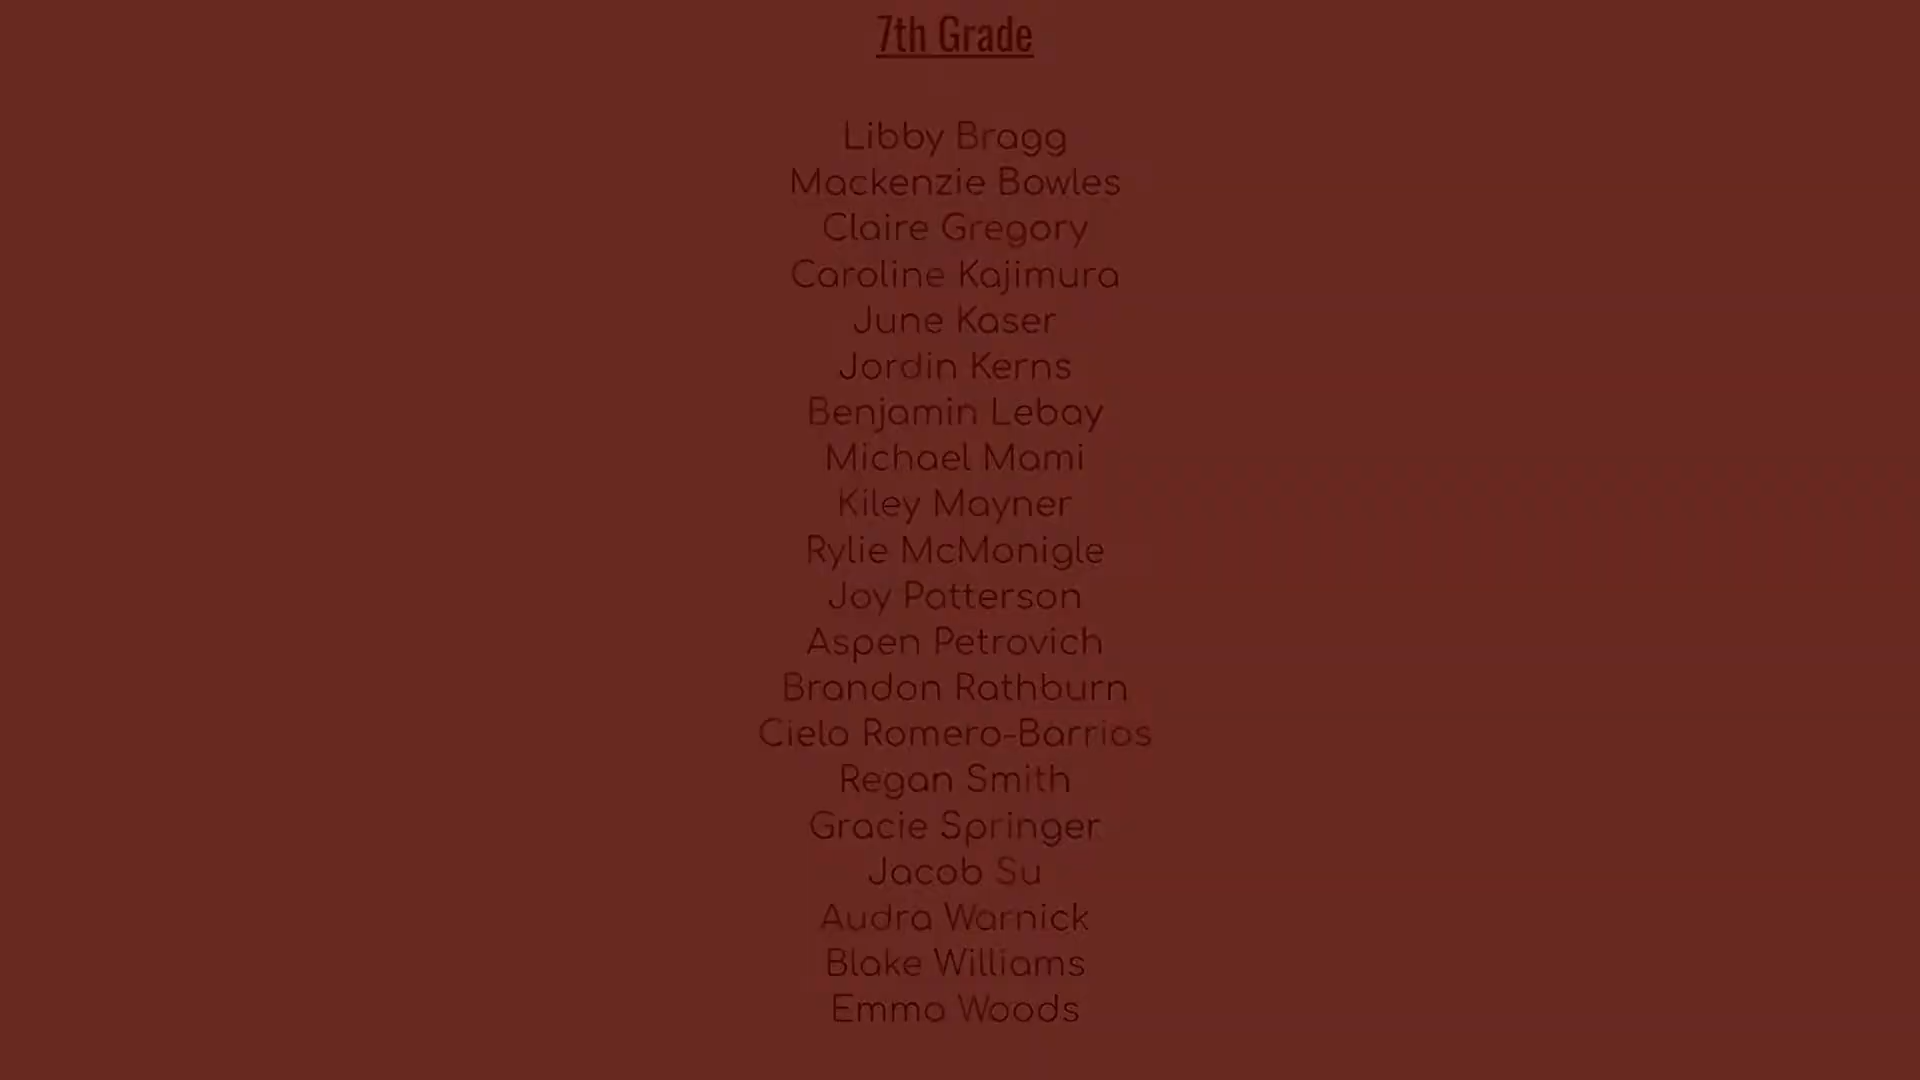 7th Grade
Libby Bragg
Mackenzie Bowles
Claire Gregory
Caroline Kajimura
June Kaser
Jordin Kerns
Benjamin Lebay
Michael Mami
Kiley Mayner
Rylie McMonigle
Joy Patterson
Aspen Petrovich
Brandon Rathburn
Cielo Romero-Barrios
Regan Smith
Gracie Springer
Jacob Su
Audra Warnick
Blake Williams
Emma Woods